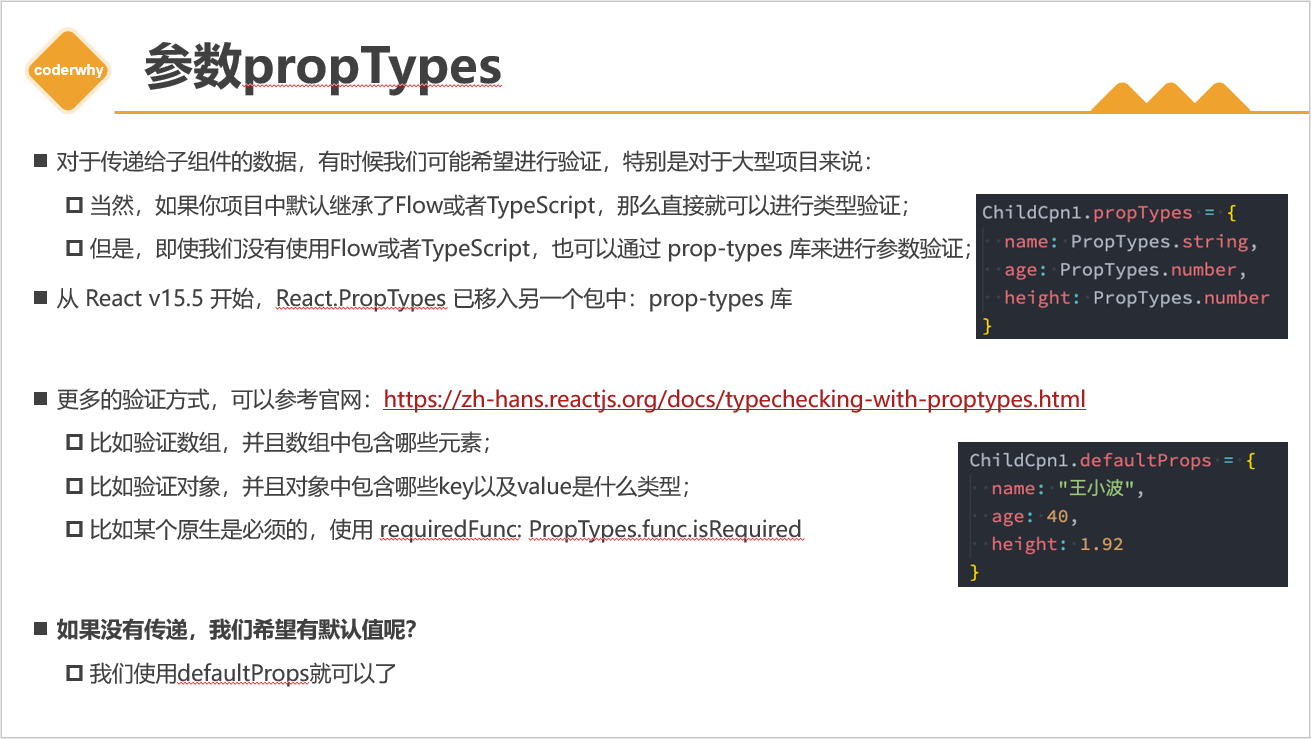 coderwhy
参数propTypes
■ 对于传递给子组件的数据，有时候我们可能希望进行验证，特别是对于大型项目来说：
当然，如果你项目中默认继承了Flow或者TypeScript，那么直接就可以进行类型验证；
但是，即使我们没有使用Flow或者TypeScript，也可以通过 prop-types 库来进行参数验证；
■ 从 React v15.5 开始，React.PropTypes 已移入另一个包中：prop-types 库
ChildCpn1.propTypes = {
name: PropTypes.string,
age: PropTypes.number,
height: PropTypes.number
}
■ 更多的验证方式，可以参考官网：https://zh-hans.reactjs.org/docs/typechecking-with-proptypes.html
比如验证数组，并且数组中包含哪些元素；
比如验证对象，并且对象中包含哪些key以及value是什么类型；
比如某个原生是必须的，使用 requiredFunc: PropTypes.func.isRequired
ChildCpn1.defaultProps = {
name: "王小波",
age: 40,
height: 1.92
}
■ 如果没有传递，我们希望有默认值呢？
我们使用defaultProps就可以了